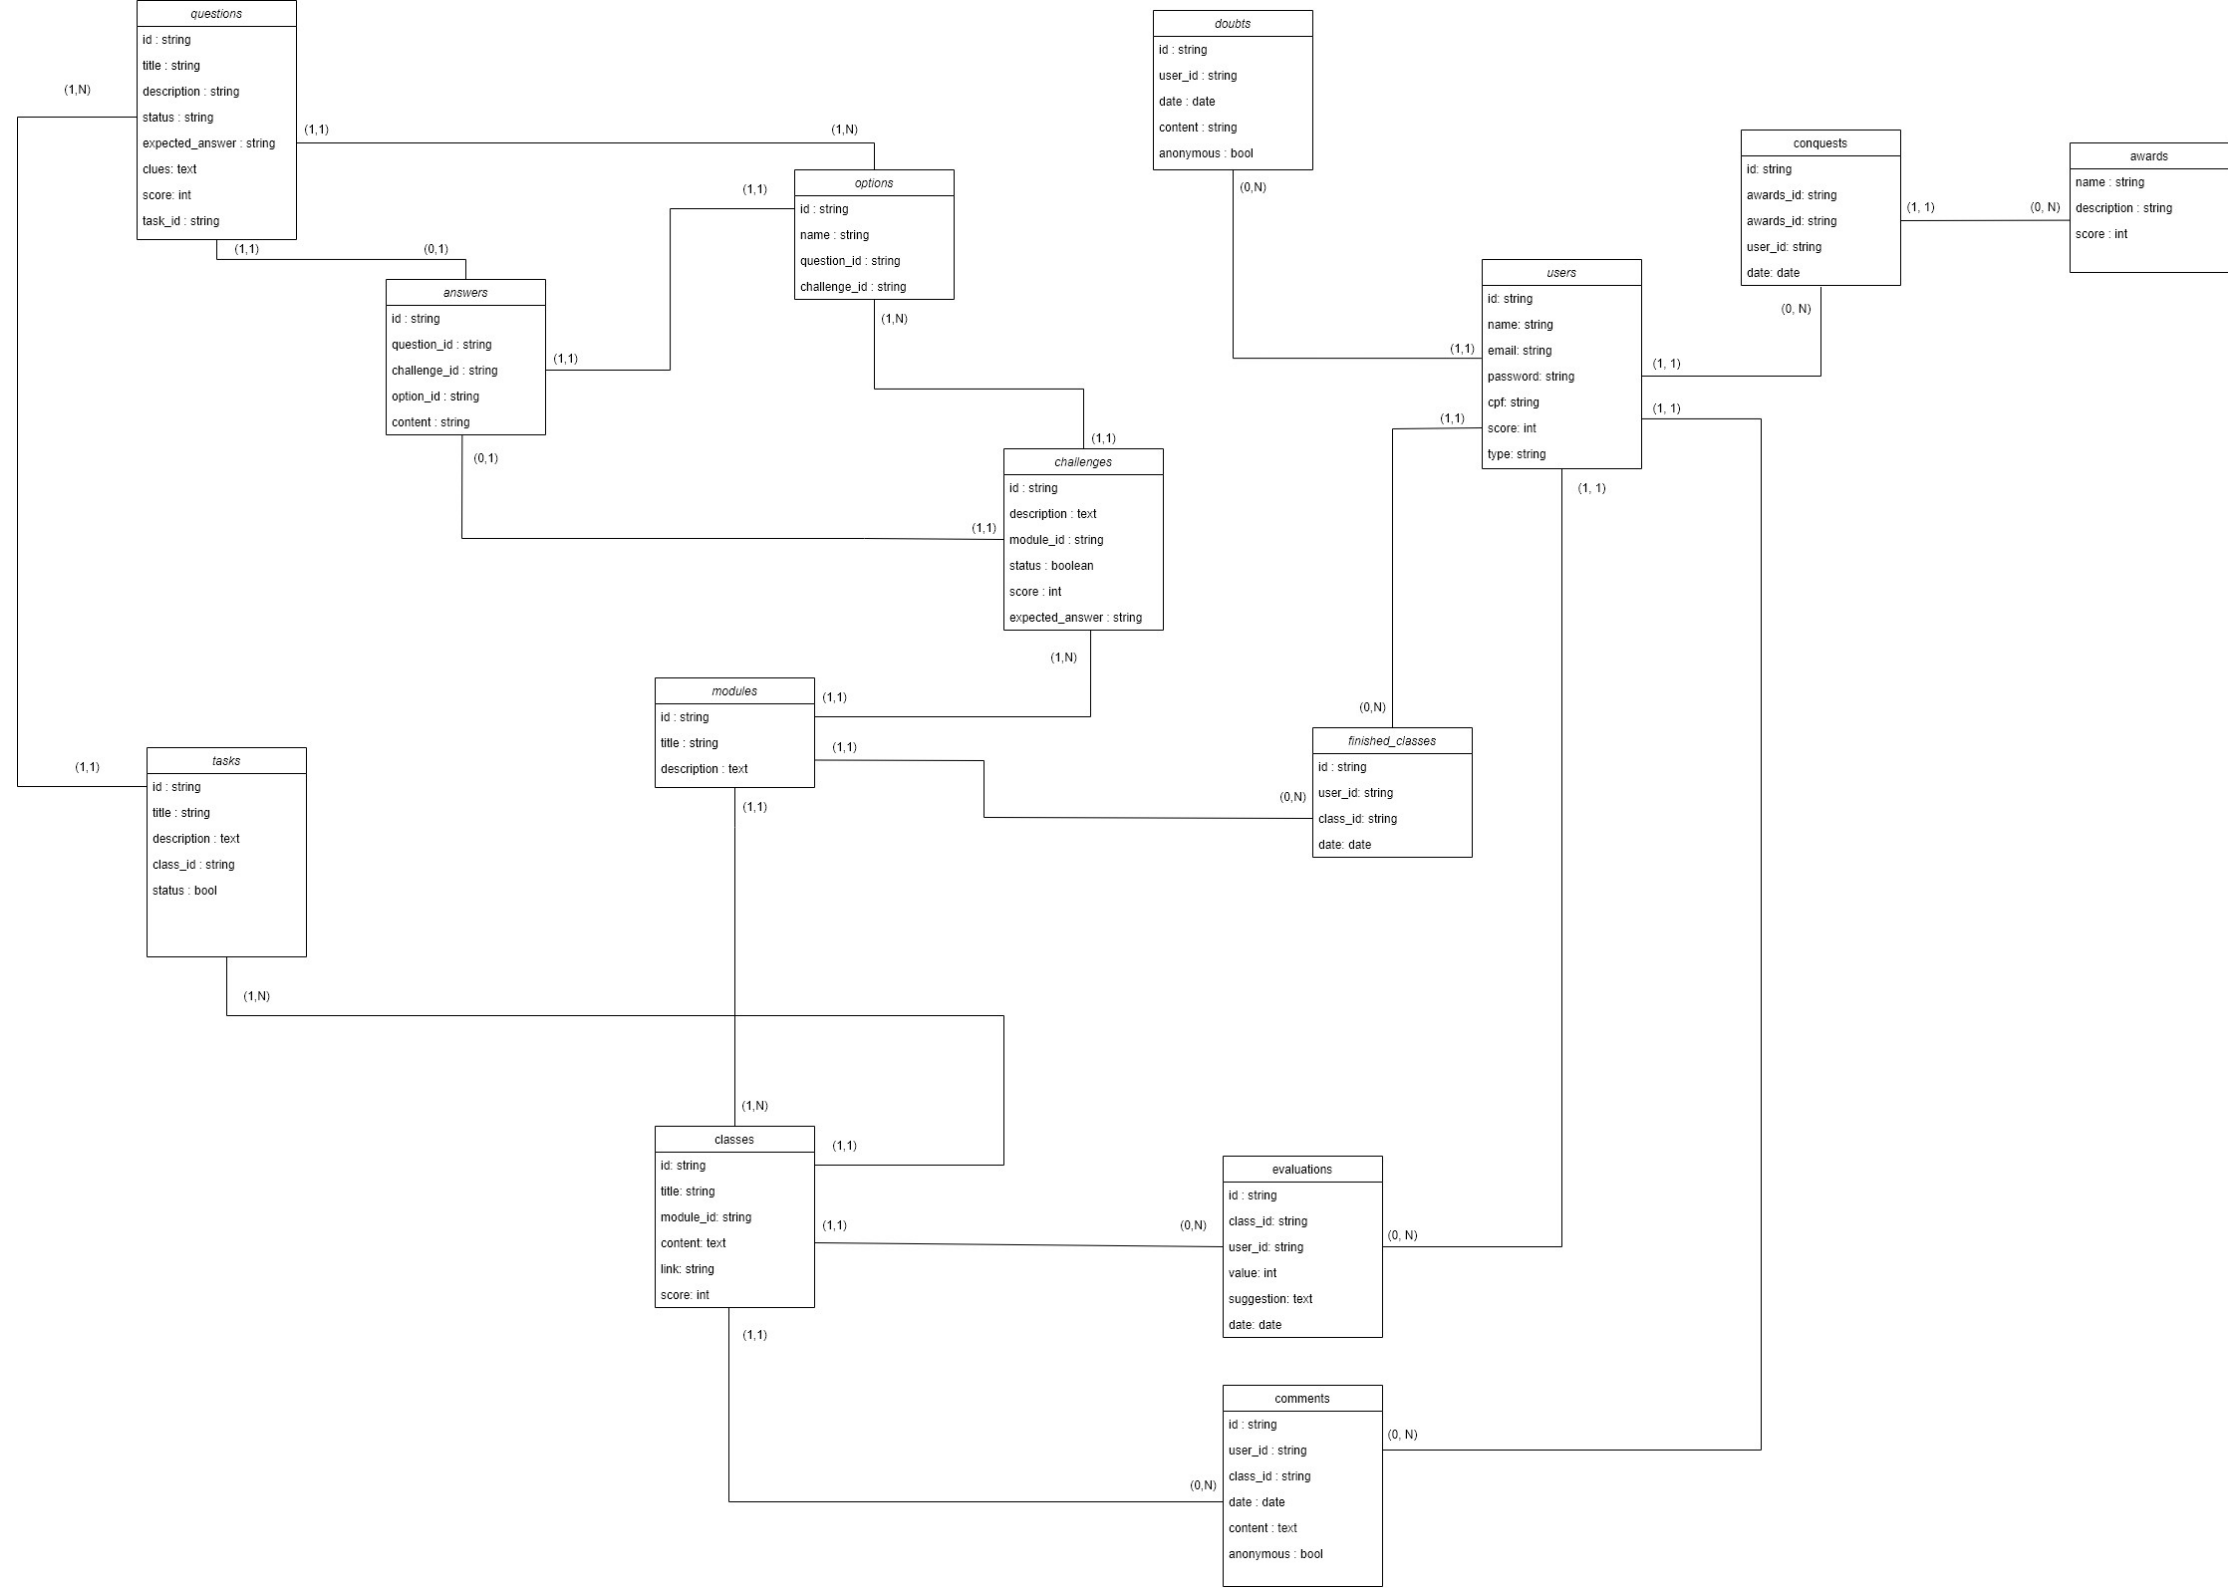 questions
id : string
title : string
description : string
status : string
expected_answer : string
clues: text
score: int
task_id : string
(1,N)
(1,1)
(1,N)
(1,1)
(0,1)
options
id : string
name : string
question_id : string
challenge_id : string
(1,1)
(1,N)
answers
id : string
question_id : string
challenge_id : string
option_id : string
content : string
(1,1)
(0,1)
doubts
id : string
user_id : string
date : date
content : string
anonymous : bool
(0,N)
conquests
id: string
awards_id: string
awards_id: string
user_id: string
date: date
(1, 1)
(0, N)
(0, N)
awards
name : string
description : string
score : int
users
id: string
name: string
email: string
password: string
cpf: string
score: int
type: string
(1,1)
(1, 1)
(1, 1)
(1,1)
(1, 1)
(1,1)
challenges
id : string
description : text
module_id : string
status : boolean
score : int
expected_answer : string
(1,1)
(1,N)
modules
id : string
title : string
description : text
(1,1)
(1,1)
(1,1)
(0,N)
finished_classes
id : string
user_id: string
class_id: string
date: date
(0,N)
(1,1)
tasks
id : string
title : string
description : text
class_id : string
status : bool
(1,N)
(1,N)
classes
id: string
title: string
module_id: string
content: text
link: string
score: int
(1,1)
(1,1)
(1,1)
(0,N)
evaluations
id : string
class_id: string
user_id: string
value: int
suggestion: text
date: date
(0, N)
comments
id : string
user_id : string
class_id : string
date : date
content : text
anonymous : bool
(0, N)
(0,N)